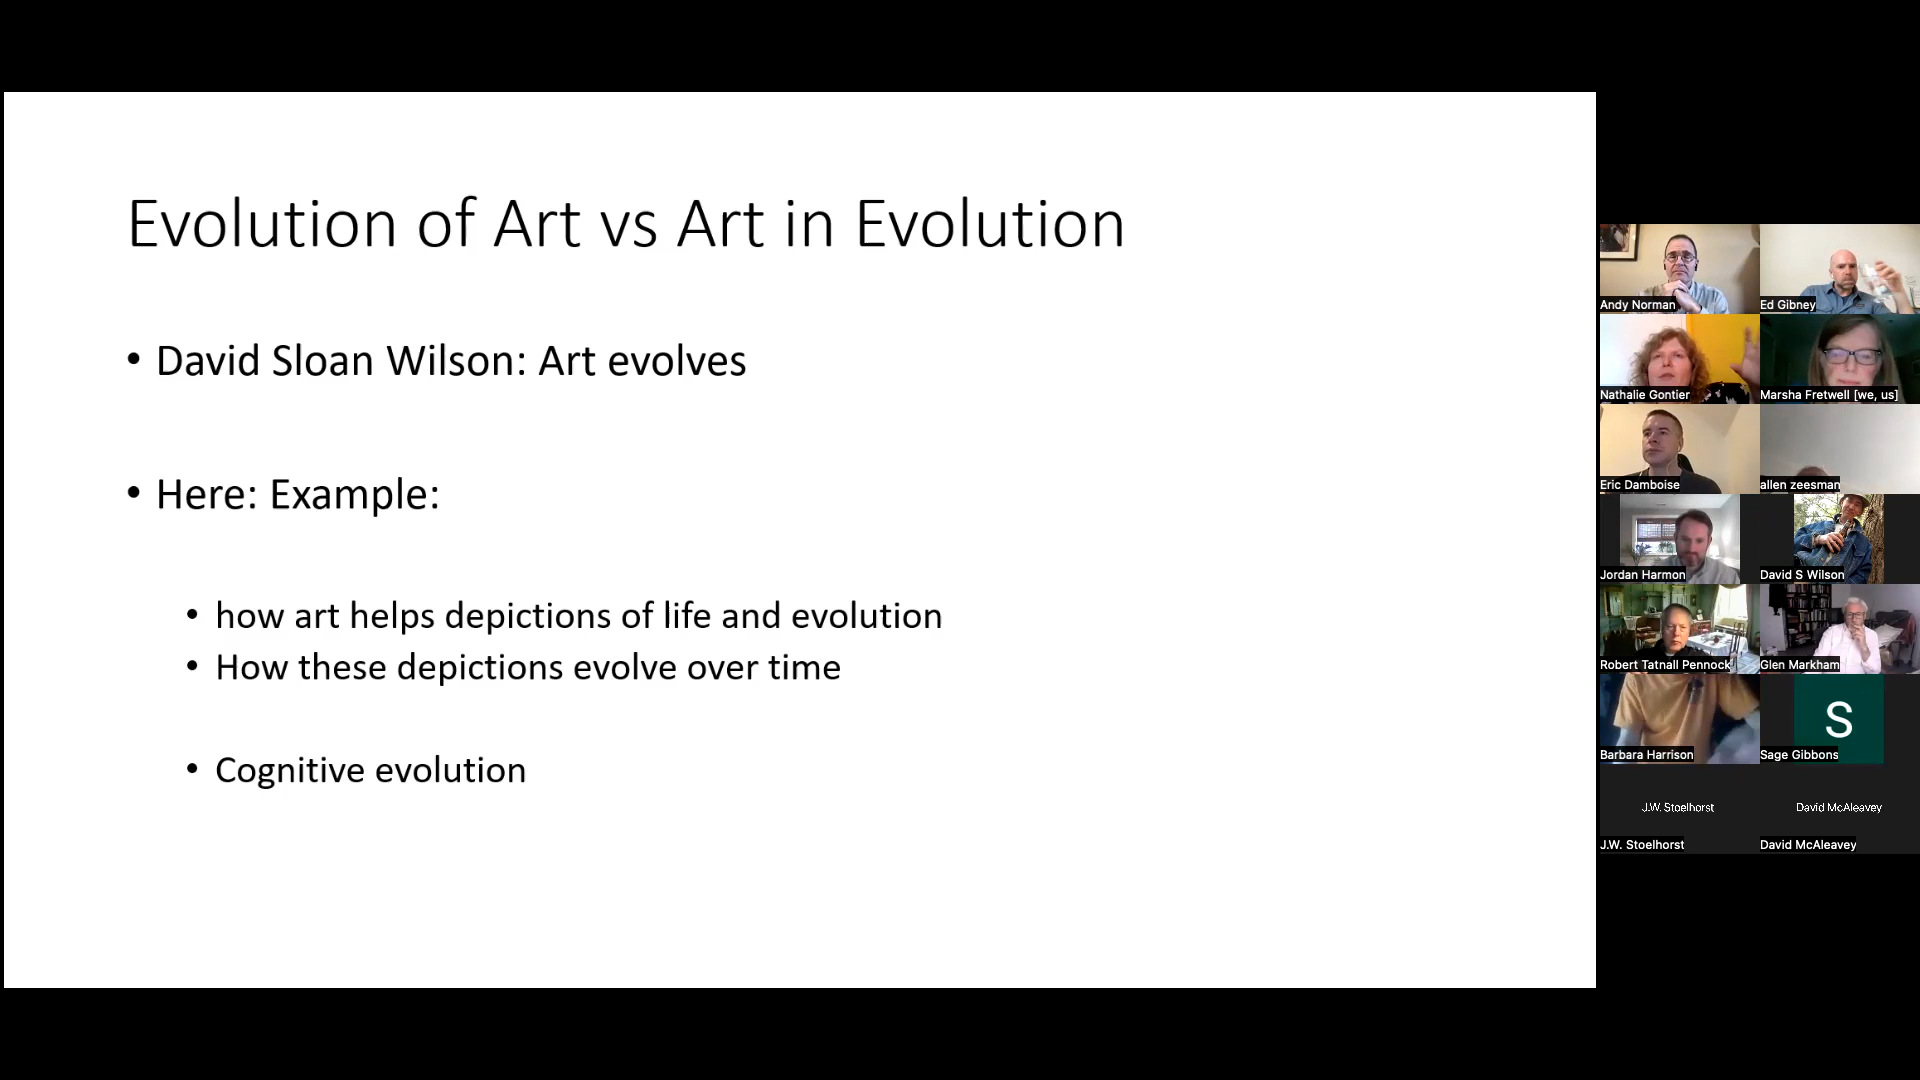 Evolution of Art vs Art in Evolution
• David Sloan Wilson: Art evolves
• Here: Example:
• how art helps depictions of life and evolution
• How these depictions evolve over time
• Cognitive evolution
Andy Norman
Ed Gibney
Nathalie Gontier
Marsha Fretwell [we, us]
Eric Damboise
allen zeesman
Jordan Harmon
David S Wilson
Robert Tatnall Pennock
Glen Markham
Barbara Harrison
S
Sage Gibbons
J.W. Stoelhorst
David McAleavey
J.W. Stoelhorst
David McAleavey